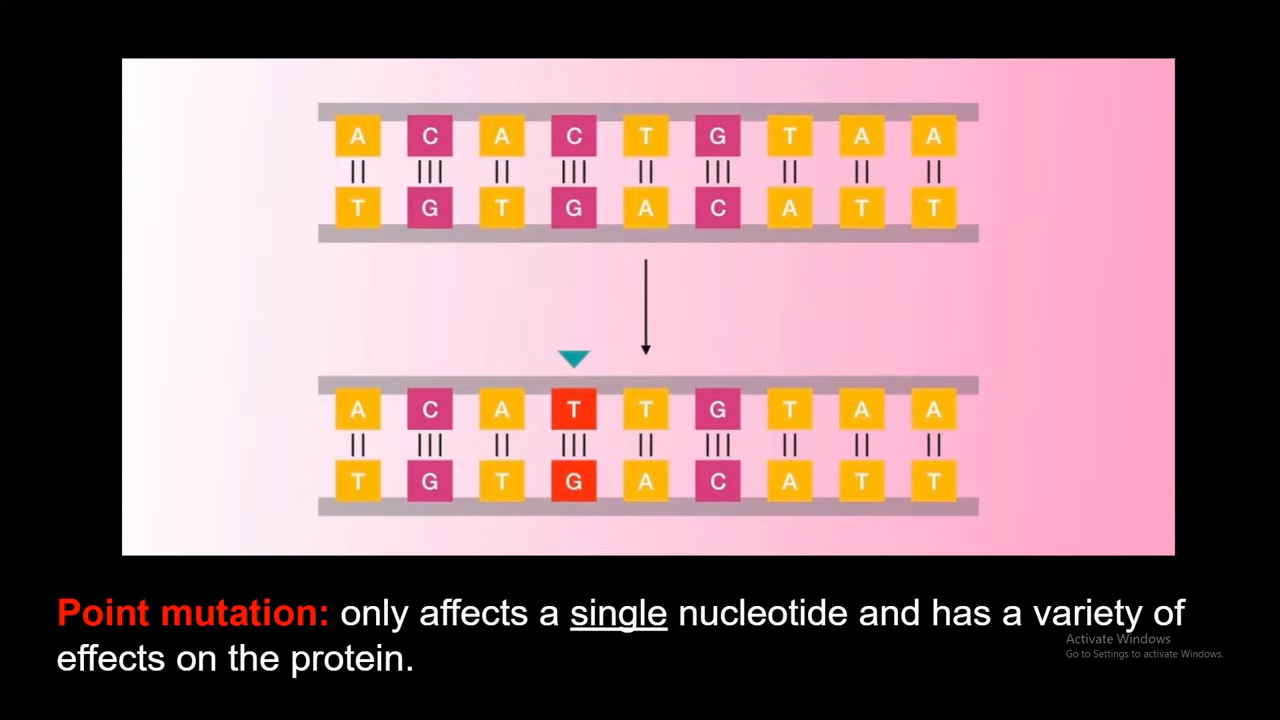 A C A C T G T A A
T G T G A C A T T
A C A T T G T A A
T G T G A C A T T
Point mutation: only affects a single nucleotide and has a variety of
effects on the protein.
Activate Windows
Go to Settings to activate Windows.